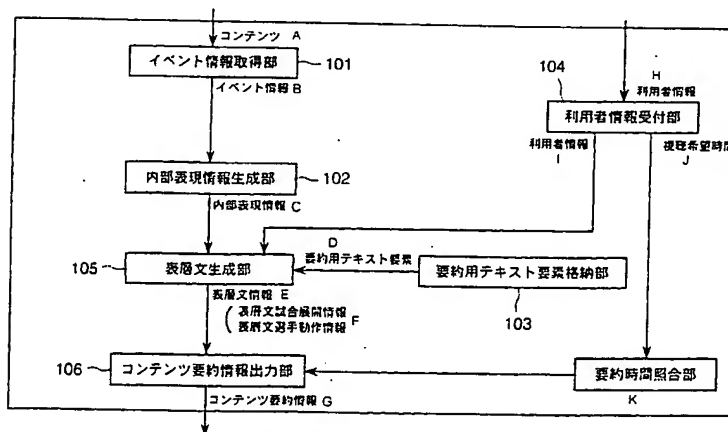 コンテンツ A
イベント情報取得部 101
イベント情報 B
H
利用者情報
104
利用者情報受付部
利用者情報
I
視聴希望時間
J
内部表現情報生成部 102
内部表現情報 C
D
要約用テキスト要素
105 表層文生成部
要約用テキスト要素格納部
103
表層文情報 E
表層文試合展開情報
表層文選手動作情報 F
106 コンテンツ要約情報出力部
要約時間照合部
K
コンテンツ要約情報 G